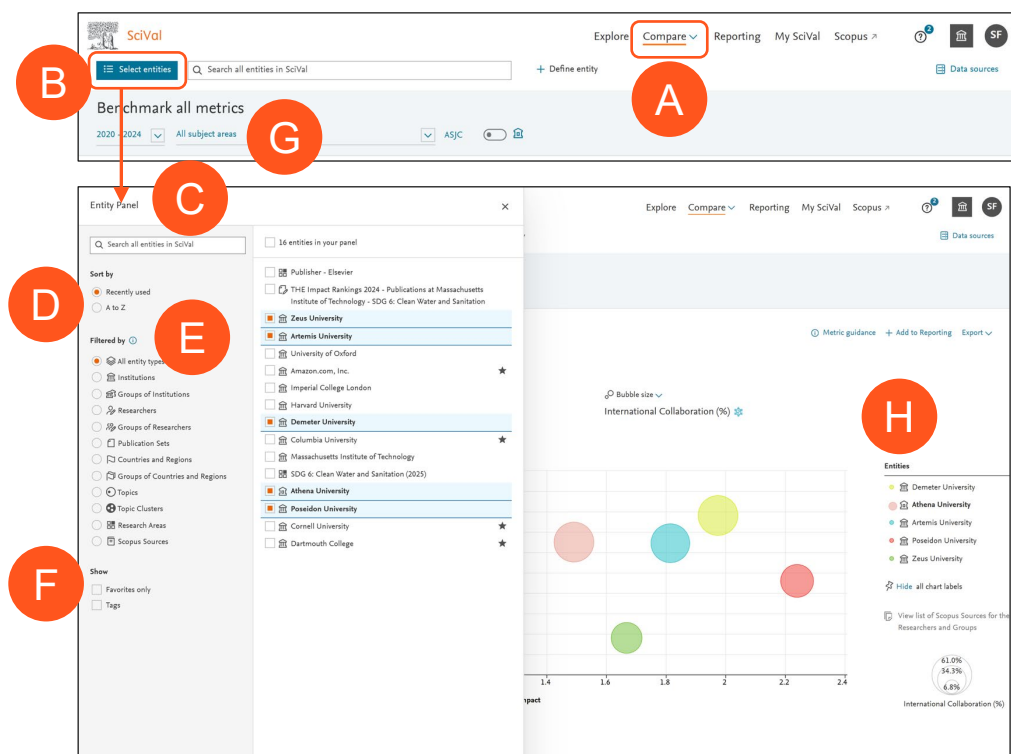 SciVal
Explore Compare Reporting My SciVal Scopus ↗ 2 SF
B Select entities Search all entities in SciVal + Define entity Data sources
A
Benchmark all metrics
2020 - 2024 All subject areas G ASJC
C
Entity Panel × Explore Compare Reporting My SciVal Scopus ↗ 2 SF
Data sources
Search all entities in SciVal
16 entities in your panel
Sort by
D
Recently used
A to Z
E
Filtered by
All entity types
Institutions
Groups of Institutions
Researchers
Groups of Researchers
Publication Sets
Countries and Regions
Groups of Countries and Regions
Topics
Topic Clusters
Research Areas
Scopus Sources
F
Show
Favorites only
Tags
Publisher - Elsevier
THE Impact Rankings 2024 - Publications at Massachusetts
Institute of Technology - SDG 6: Clean Water and Sanitation
Zeus University
Artemis University
University of Oxford
Amazon.com, Inc.
Imperial College London
Harvard University
Demeter University
Columbia University
Massachusetts Institute of Technology
SDG 6: Clean Water and Sanitation (2025)
Athena University
Poseidon University
Cornell University
Dartmouth College
Metric guidance + Add to Reporting Export
Bubble size
International Collaboration (%)
H
Entities
Demeter University
Athena University
Artemis University
Poseidon University
Zeus University
Hide all chart labels
View list of Scopus Sources for the
Researchers and Groups
61.0%
34.3%
6.8%
International Collaboration (%)
1.4 1.6 1.8 2 2.2 2.4